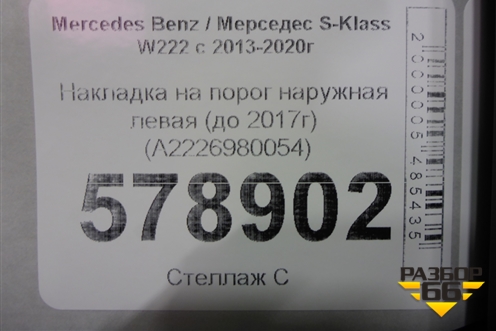 Mercedes Benz / Мерседес S-Klass
W222 с 2013-2020г
Накладка на порог наружная
левая (до 2017г)
(A2226980054)
578902
Стеллаж С
2000005485435
РАЗБОР
66